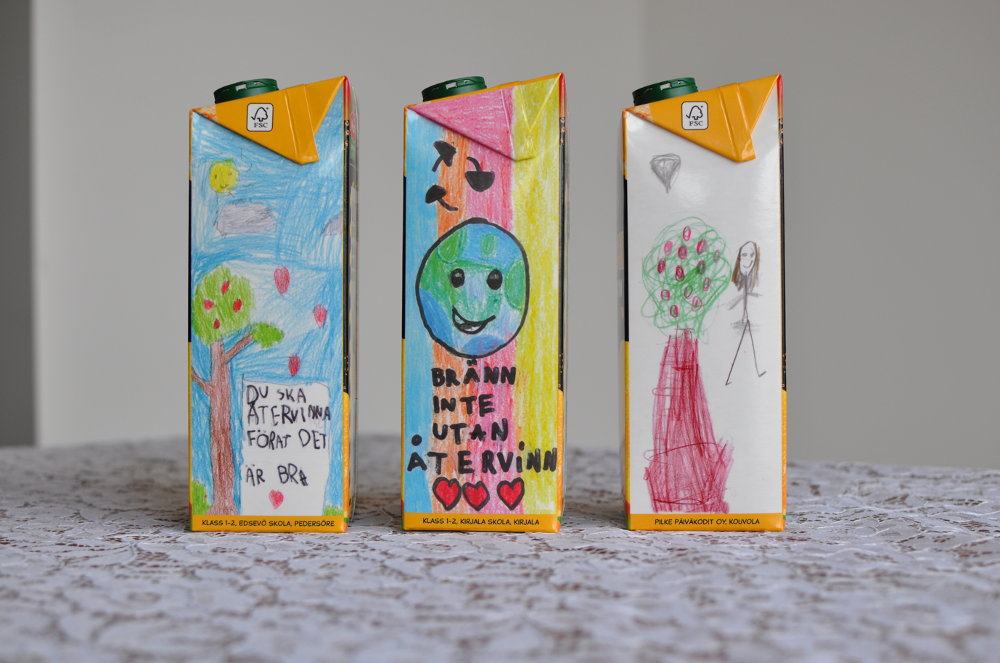 FSC
DU SKA
ÅTERVINNA
FÖRAT DET
ÄR BRA
KLASS 1-2, EDSEVÖ SKOLA, PEDERSÖRE
BRÄNN
INTE
UTAN
ÅTERVINN
KLASS 1-2, KIRJALA SKOLA, KIRJALA
FSC
PILKE PÄIVÄKODIT OY, KOUVOLA